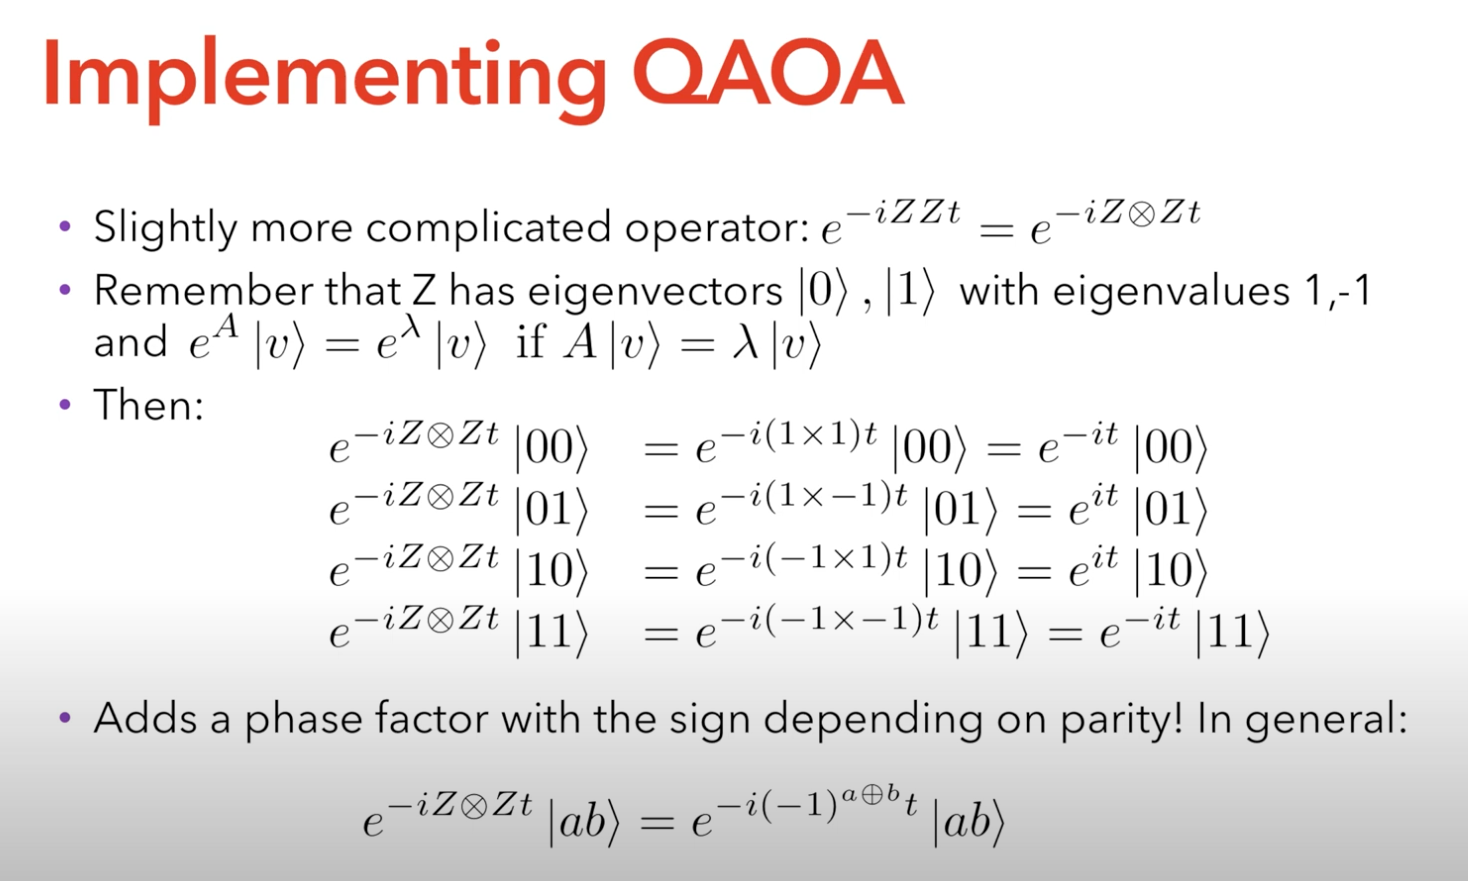 Implementing QAOA
• Slightly more complicated operator: $e^{-iZZt} = e^{-iZ\otimes Zt}$
• Remember that Z has eigenvectors $|0\rangle, |1\rangle$ with eigenvalues 1,-1
and $e^{A}|v\rangle = e^{\lambda}|v\rangle$ if $A|v\rangle = \lambda|v\rangle$
• Then:
$e^{-iZ\otimes Zt}|00\rangle = e^{-i(1\times 1)t}|00\rangle = e^{-it}|00\rangle$
$e^{-iZ\otimes Zt}|01\rangle = e^{-i(1\times -1)t}|01\rangle = e^{it}|01\rangle$
$e^{-iZ\otimes Zt}|10\rangle = e^{-i(-1\times 1)t}|10\rangle = e^{it}|10\rangle$
$e^{-iZ\otimes Zt}|11\rangle = e^{-i(-1\times -1)t}|11\rangle = e^{-it}|11\rangle$
• Adds a phase factor with the sign depending on parity! In general:
$e^{-iZ\otimes Zt}|ab\rangle = e^{-i(-1)^{a\oplus b}t}|ab\rangle$